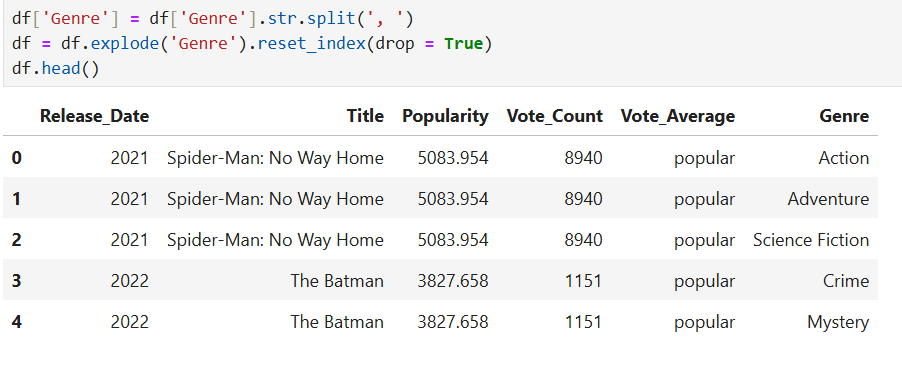 df['Genre'] = df['Genre'].str.split(', ')
df = df.explode('Genre').reset_index(drop = True)
df.head()
Release_Date Title Popularity Vote_Count Vote_Average Genre
0 2021 Spider-Man: No Way Home 5083.954 8940 popular Action
1 2021 Spider-Man: No Way Home 5083.954 8940 popular Adventure
2 2021 Spider-Man: No Way Home 5083.954 8940 popular Science Fiction
3 2022 The Batman 3827.658 1151 popular Crime
4 2022 The Batman 3827.658 1151 popular Mystery